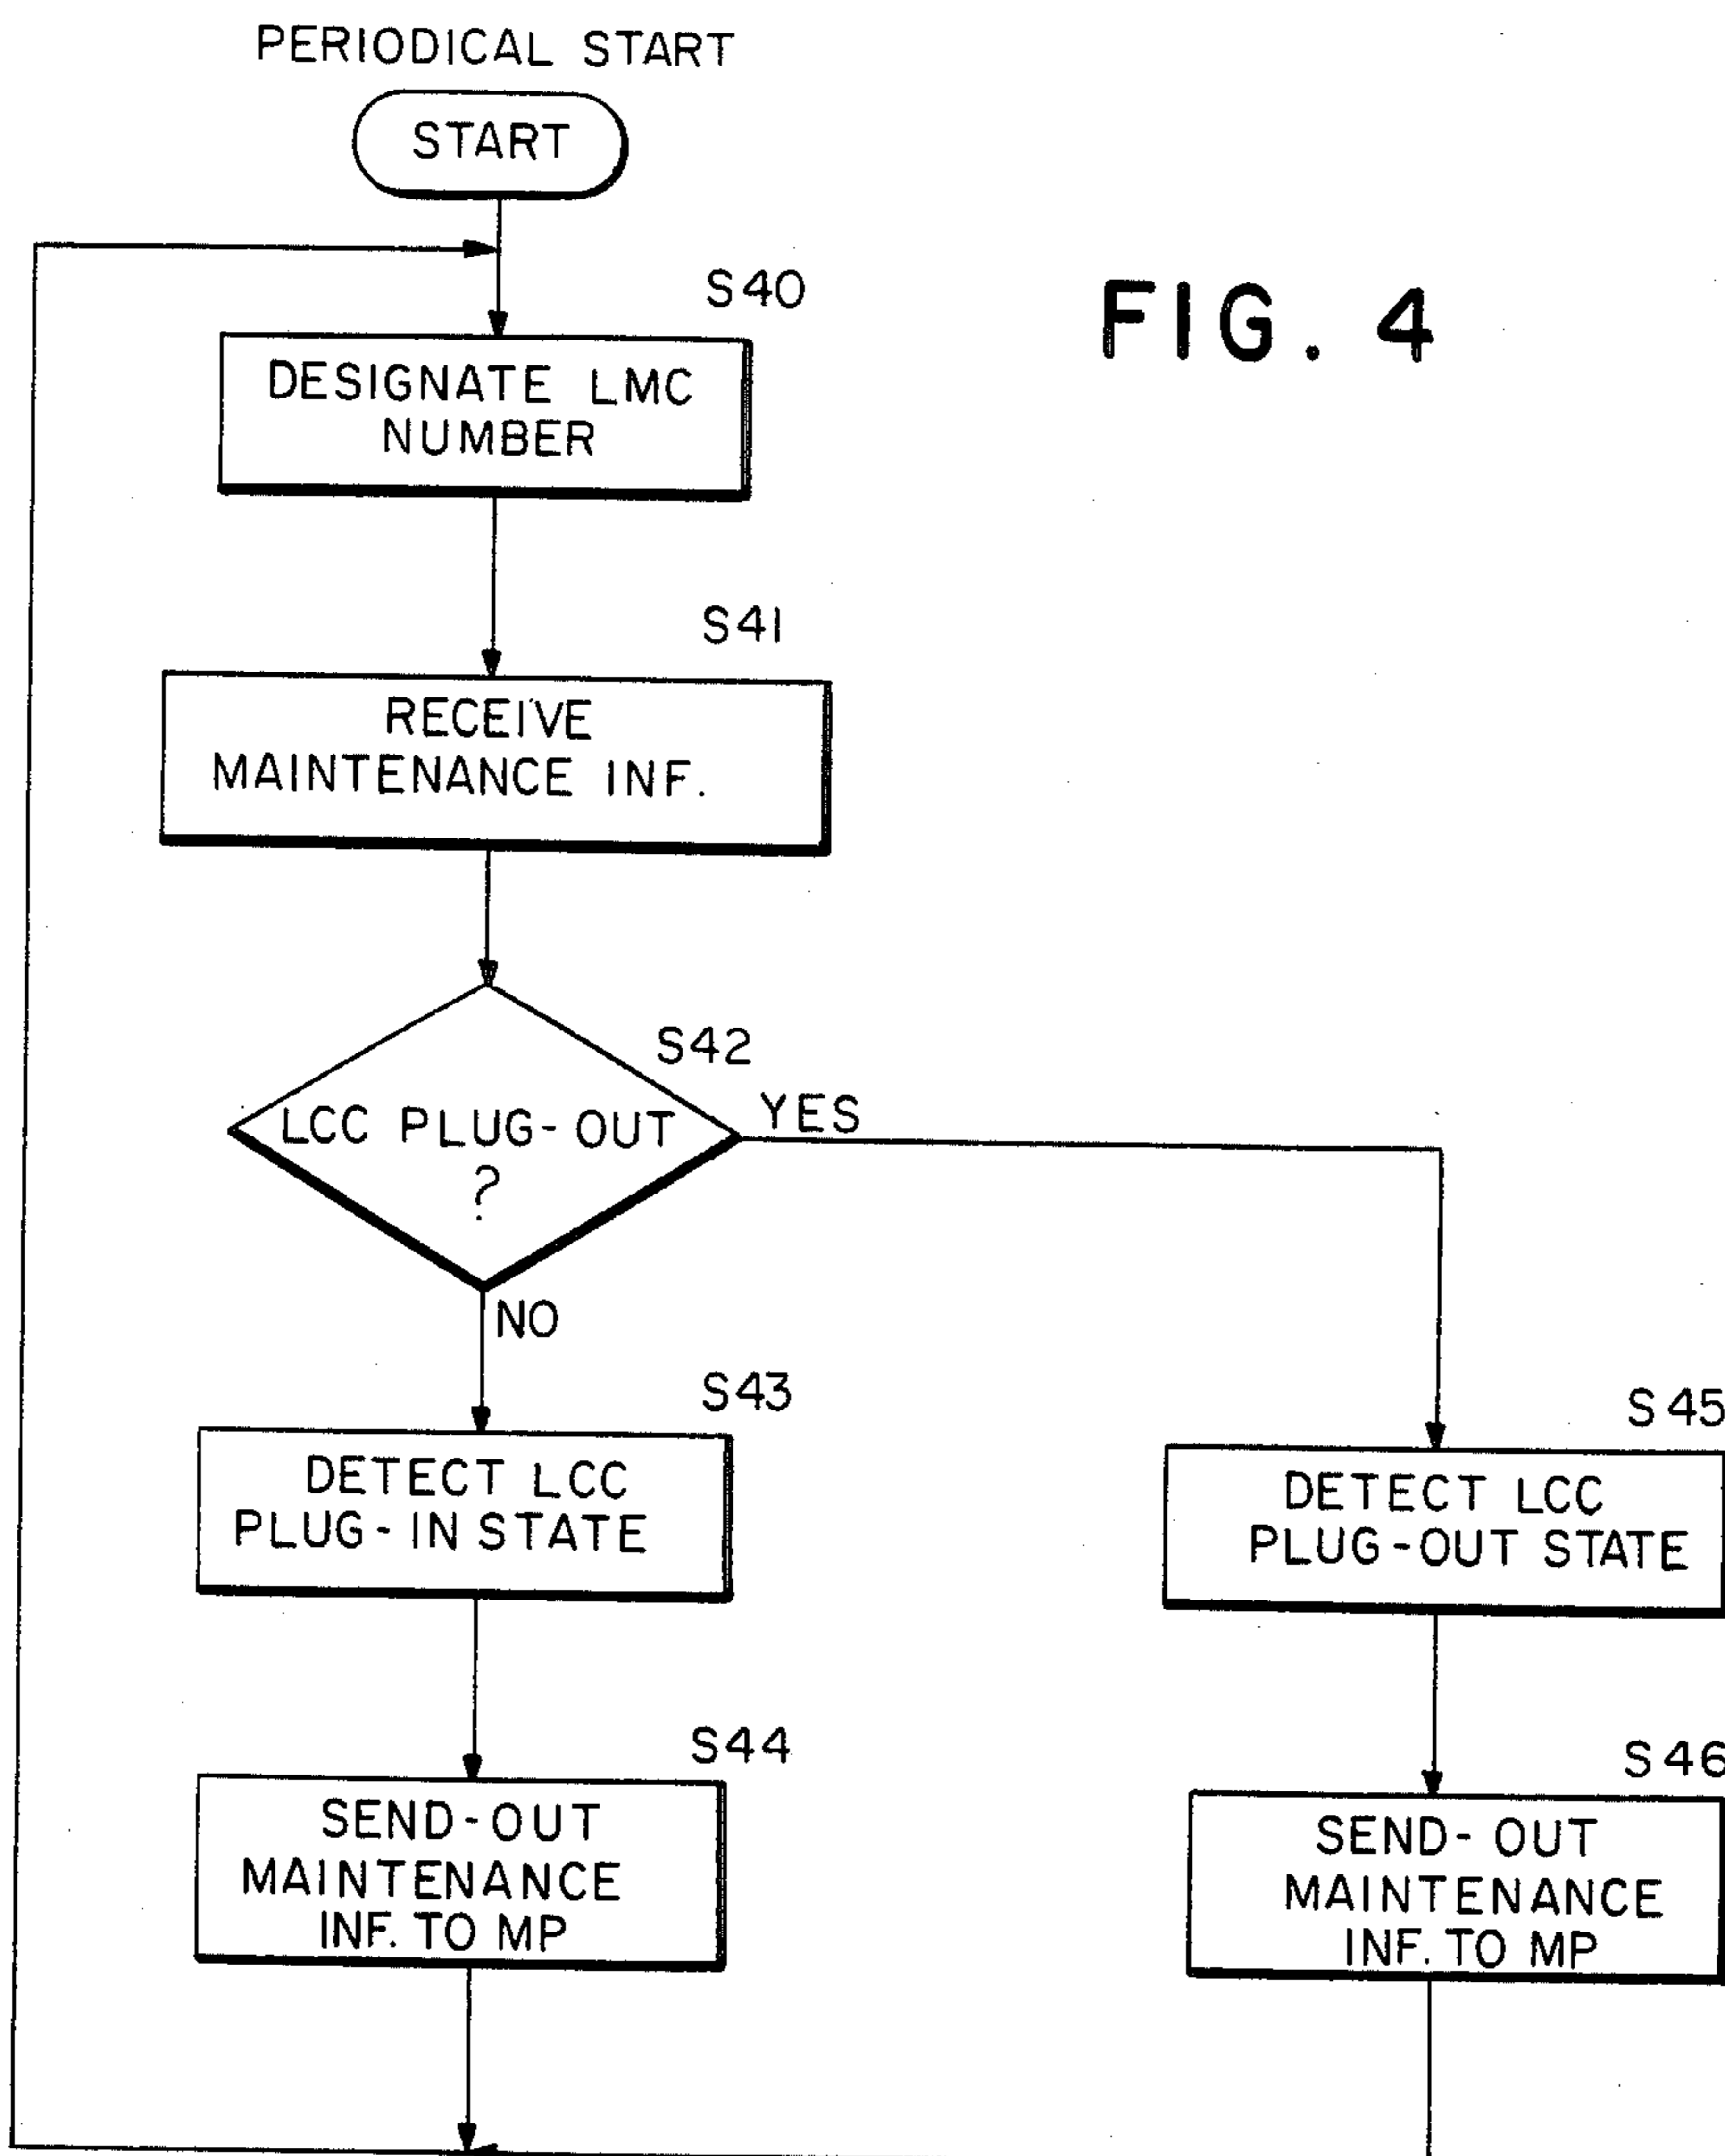 PERIODICAL START
START
S40
FIG. 4
DESIGNATE LMC
NUMBER
S41
RECEIVE
MAINTENANCE INF.
S42
LCC PLUG-OUT
?
YES
NO
S43
DETECT LCC
PLUG-IN STATE
S45
DETECT LCC
PLUG-OUT STATE
S44
SEND-OUT
MAINTENANCE
INF. TO MP
S46
SEND-OUT
MAINTENANCE
INF. TO MP